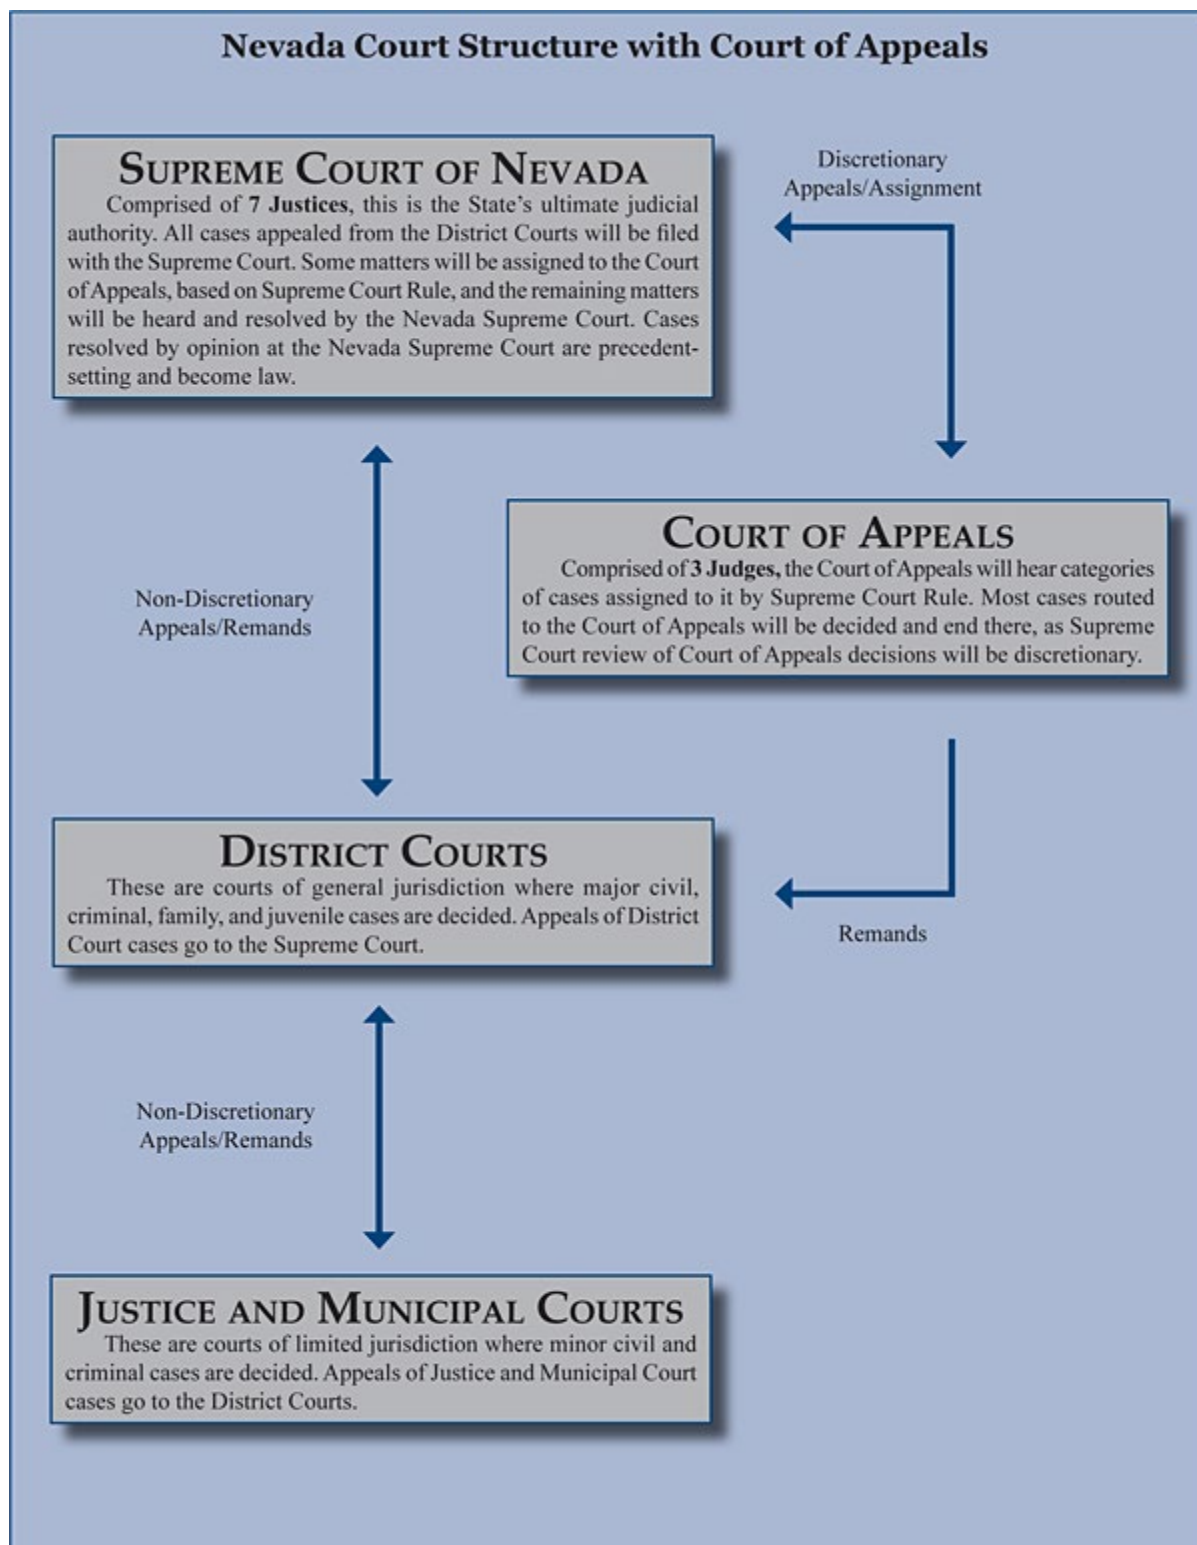 Nevada Court Structure with Court of Appeals
SUPREME COURT OF NEVADA
Comprised of 7 Justices, this is the State's ultimate judicial
authority. All cases appealed from the District Courts will be filed
with the Supreme Court. Some matters will be assigned to the Court
of Appeals, based on Supreme Court Rule, and the remaining matters
will be heard and resolved by the Nevada Supreme Court. Cases
resolved by opinion at the Nevada Supreme Court are precedent-
setting and become law.
Discretionary
Appeals/Assignment
COURT OF APPEALS
Comprised of 3 Judges, the Court of Appeals will hear categories
of cases assigned to it by Supreme Court Rule. Most cases routed
to the Court of Appeals will be decided and end there, as Supreme
Court review of Court of Appeals decisions will be discretionary.
Non-Discretionary
Appeals/Remands
DISTRICT COURTS
These are courts of general jurisdiction where major civil,
criminal, family, and juvenile cases are decided. Appeals of District
Court cases go to the Supreme Court.
Remands
Non-Discretionary
Appeals/Remands
JUSTICE AND MUNICIPAL COURTS
These are courts of limited jurisdiction where minor civil and
criminal cases are decided. Appeals of Justice and Municipal Court
cases go to the District Courts.